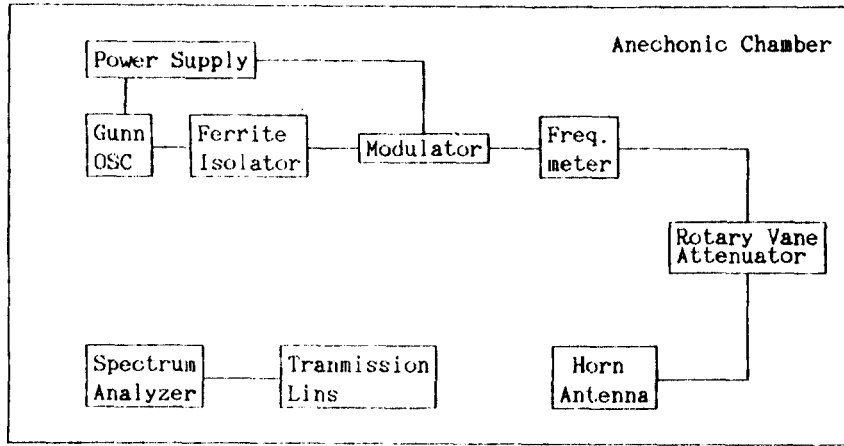 Anechonic Chamber
Power Supply
Gunn
OSC
Ferrite
Isolator
Modulator
Freq.
meter
Rotary Vane
Attenuator
Spectrum
Analyzer
Tranmission
Lins
Horn
Antenna